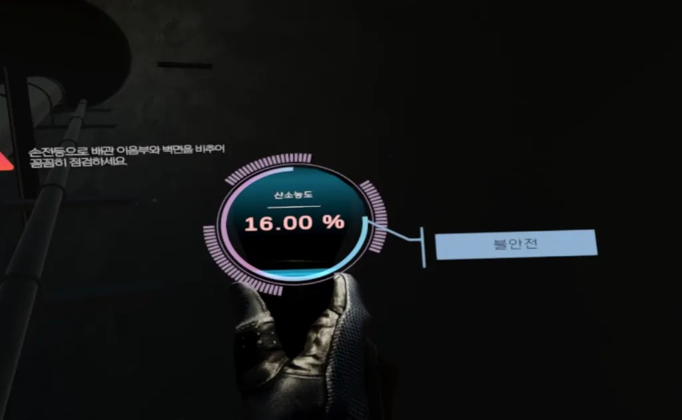 손전등으로 배관 이음부와 벽면을 비추어
꼼꼼히 점검하세요.
산소농도
16.00 %
불안전